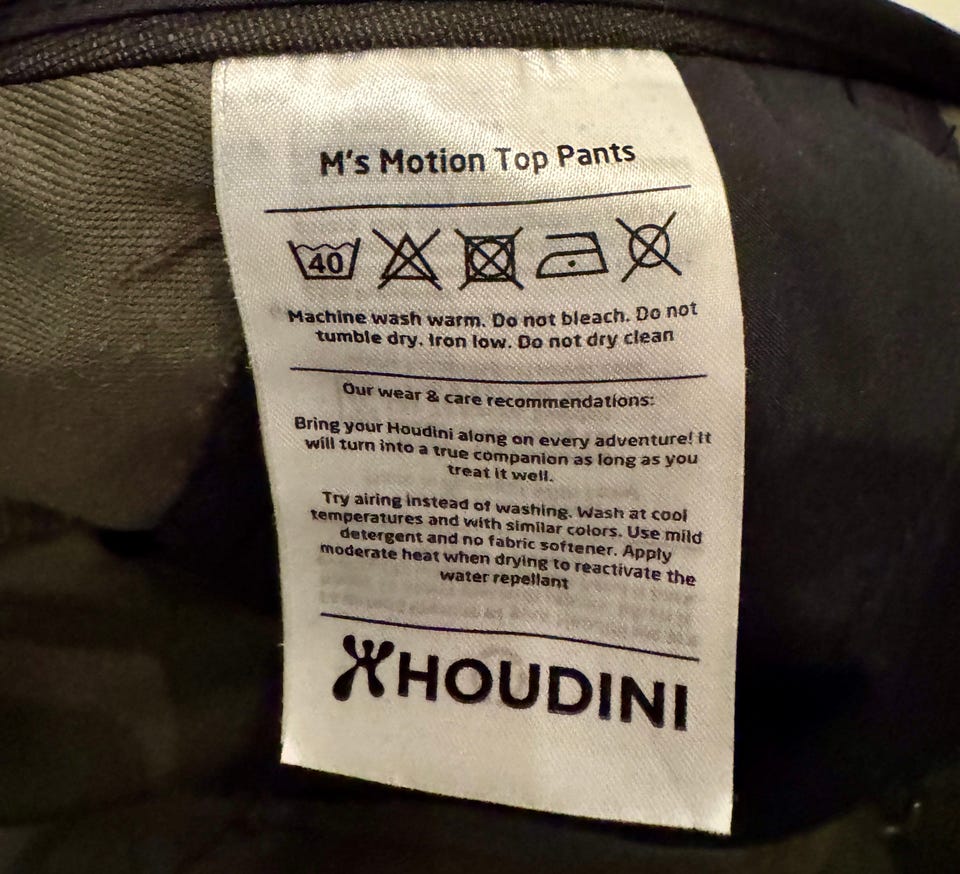 M's Motion Top Pants
40
Machine wash warm. Do not bleach. Do not
tumble dry. Iron low. Do not dry clean
Our wear & care recommendations:
Bring your Houdini along on every adventure! It
will turn into a true companion as long as you
treat it well.
Try airing instead of washing. Wash at cool
temperatures and with similar colors. Use mild
detergent and no fabric softener. Apply
moderate heat when drying to reactivate the
water repellant
HOUDINI